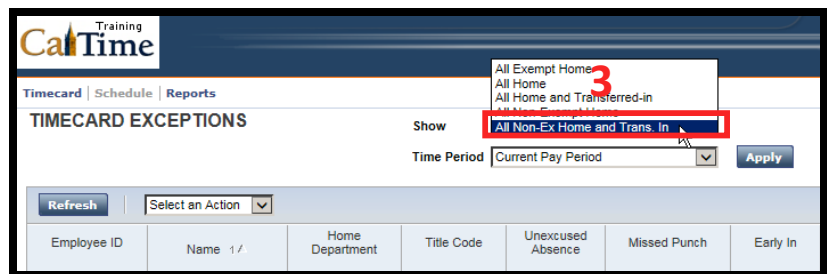 Training
CalTime
All Exempt Home
All Home
All Home and Transferred-in
All Non-Exempt Home
All Non-Ex Home and Trans. In
3
Timecard | Schedule | Reports
TIMECARD EXCEPTIONS
Show
Time Period Current Pay Period Apply
Refresh Select an Action
Employee ID Name 1 Home Department Title Code Unexcused Absence Missed Punch Early In